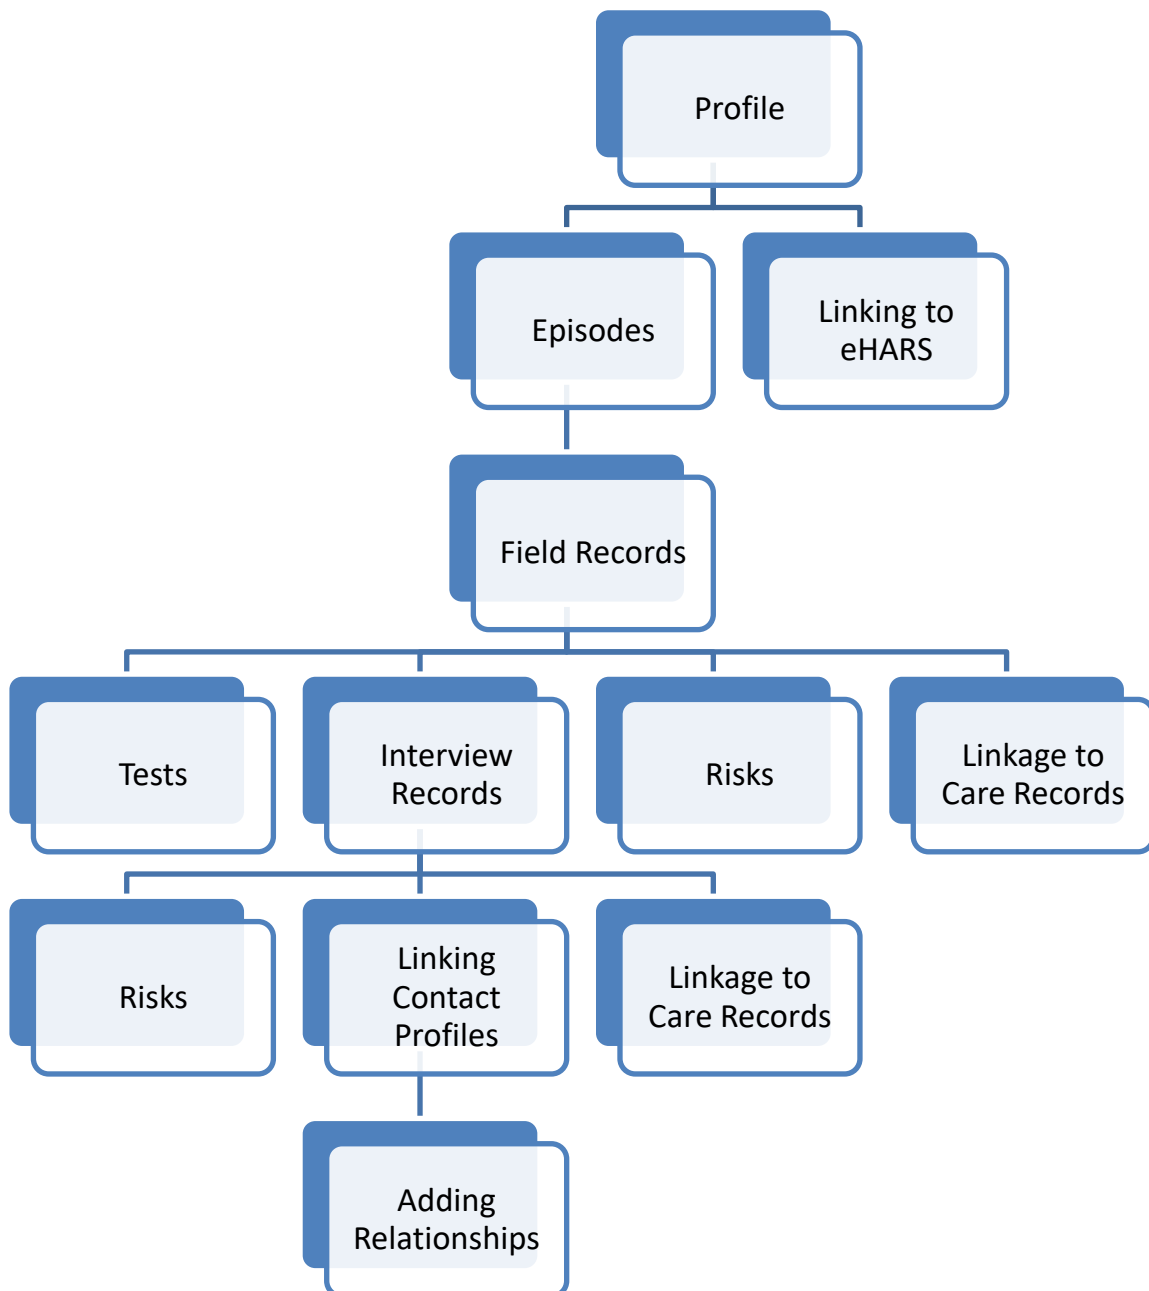 Profile
Episodes
Linking to
eHARS
Field Records
Tests
Interview
Records
Risks
Linkage to
Care Records
Risks
Linking
Contact
Profiles
Linkage to
Care Records
Adding
Relationships